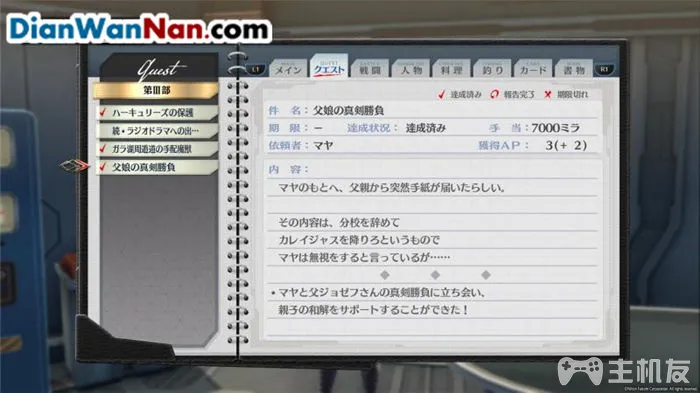 DianWanNan.com
quest
第III部
ハーキュリーズの保護
続・ラジオドラマへの出…
ガラ湖周遊道の手配魔獣
父娘の真剣勝負
L1 メイン クエスト 戦闘 人物 料理 釣り カード 書物 R1
QUEST
達成済み 報告完了 期限切れ
件 名：父娘の真剣勝負
期 限：－ 達成状況：達成済み 手 当：7000ミラ
依頼者：マヤ 獲得AP： 3(+ 2)
内 容：
マヤのもとへ、父親から突然手紙が届いたらしい。
その内容は、分校を辞めて
カレイジャスを降りろというもので
マヤは無視をすると言っているが……
・マヤと父ジョゼフさんの真剣勝負に立ち会い、
親子の和解をサポートすることができた！
主机友